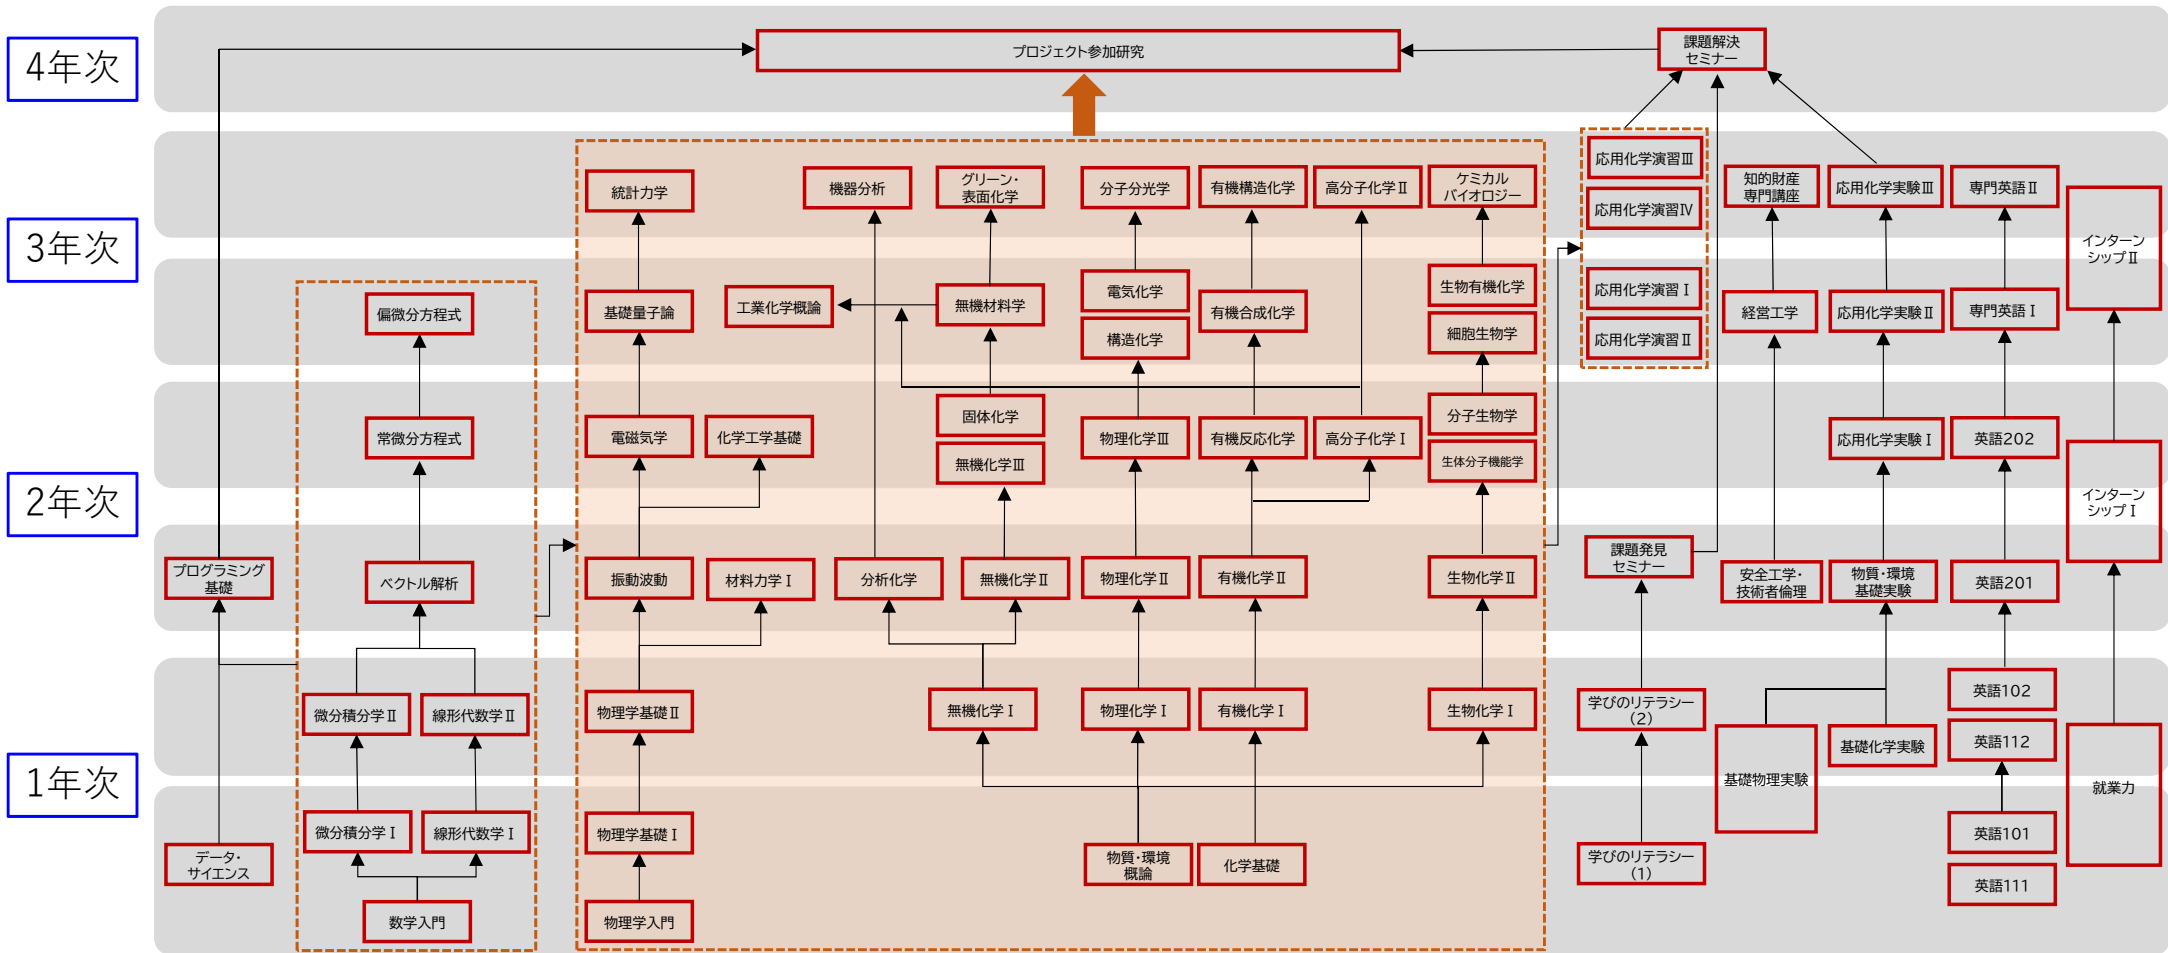 4年次
プロジェクト参加研究
課題解決
セミナー
3年次
統計力学
機器分析
グリーン・
表面化学
分子分光学
有機構造化学
高分子化学Ⅱ
ケミカル
バイオロジー
応用化学演習Ⅲ
応用化学演習Ⅳ
知的財産
専門講座
応用化学実験Ⅲ
専門英語Ⅱ
インターン
シップⅡ
偏微分方程式
基礎量子論
工業化学概論
無機材料学
電気化学
構造化学
有機合成化学
生物有機化学
細胞生物学
応用化学演習Ⅰ
応用化学演習Ⅱ
経営工学
応用化学実験Ⅱ
専門英語Ⅰ
2年次
常微分方程式
電磁気学
化学工学基礎
固体化学
無機化学Ⅲ
物理化学Ⅲ
有機反応化学
高分子化学Ⅰ
分子生物学
生体分子機能学
応用化学実験Ⅰ
英語202
インターン
シップⅠ
プログラミング
基礎
ベクトル解析
振動波動
材料力学Ⅰ
分析化学
無機化学Ⅱ
物理化学Ⅱ
有機化学Ⅱ
生物化学Ⅱ
課題発見
セミナー
安全工学・
技術者倫理
物質・環境
基礎実験
英語201
1年次
微分積分学Ⅱ
線形代数学Ⅱ
物理学基礎Ⅱ
無機化学Ⅰ
物理化学Ⅰ
有機化学Ⅰ
生物化学Ⅰ
学びのリテラシー
(2)
基礎物理実験
基礎化学実験
英語102
英語112
就業力
データ・
サイエンス
微分積分学Ⅰ
線形代数学Ⅰ
数学入門
物理学基礎Ⅰ
物理学入門
物質・環境
概論
化学基礎
学びのリテラシー
(1)
英語101
英語111